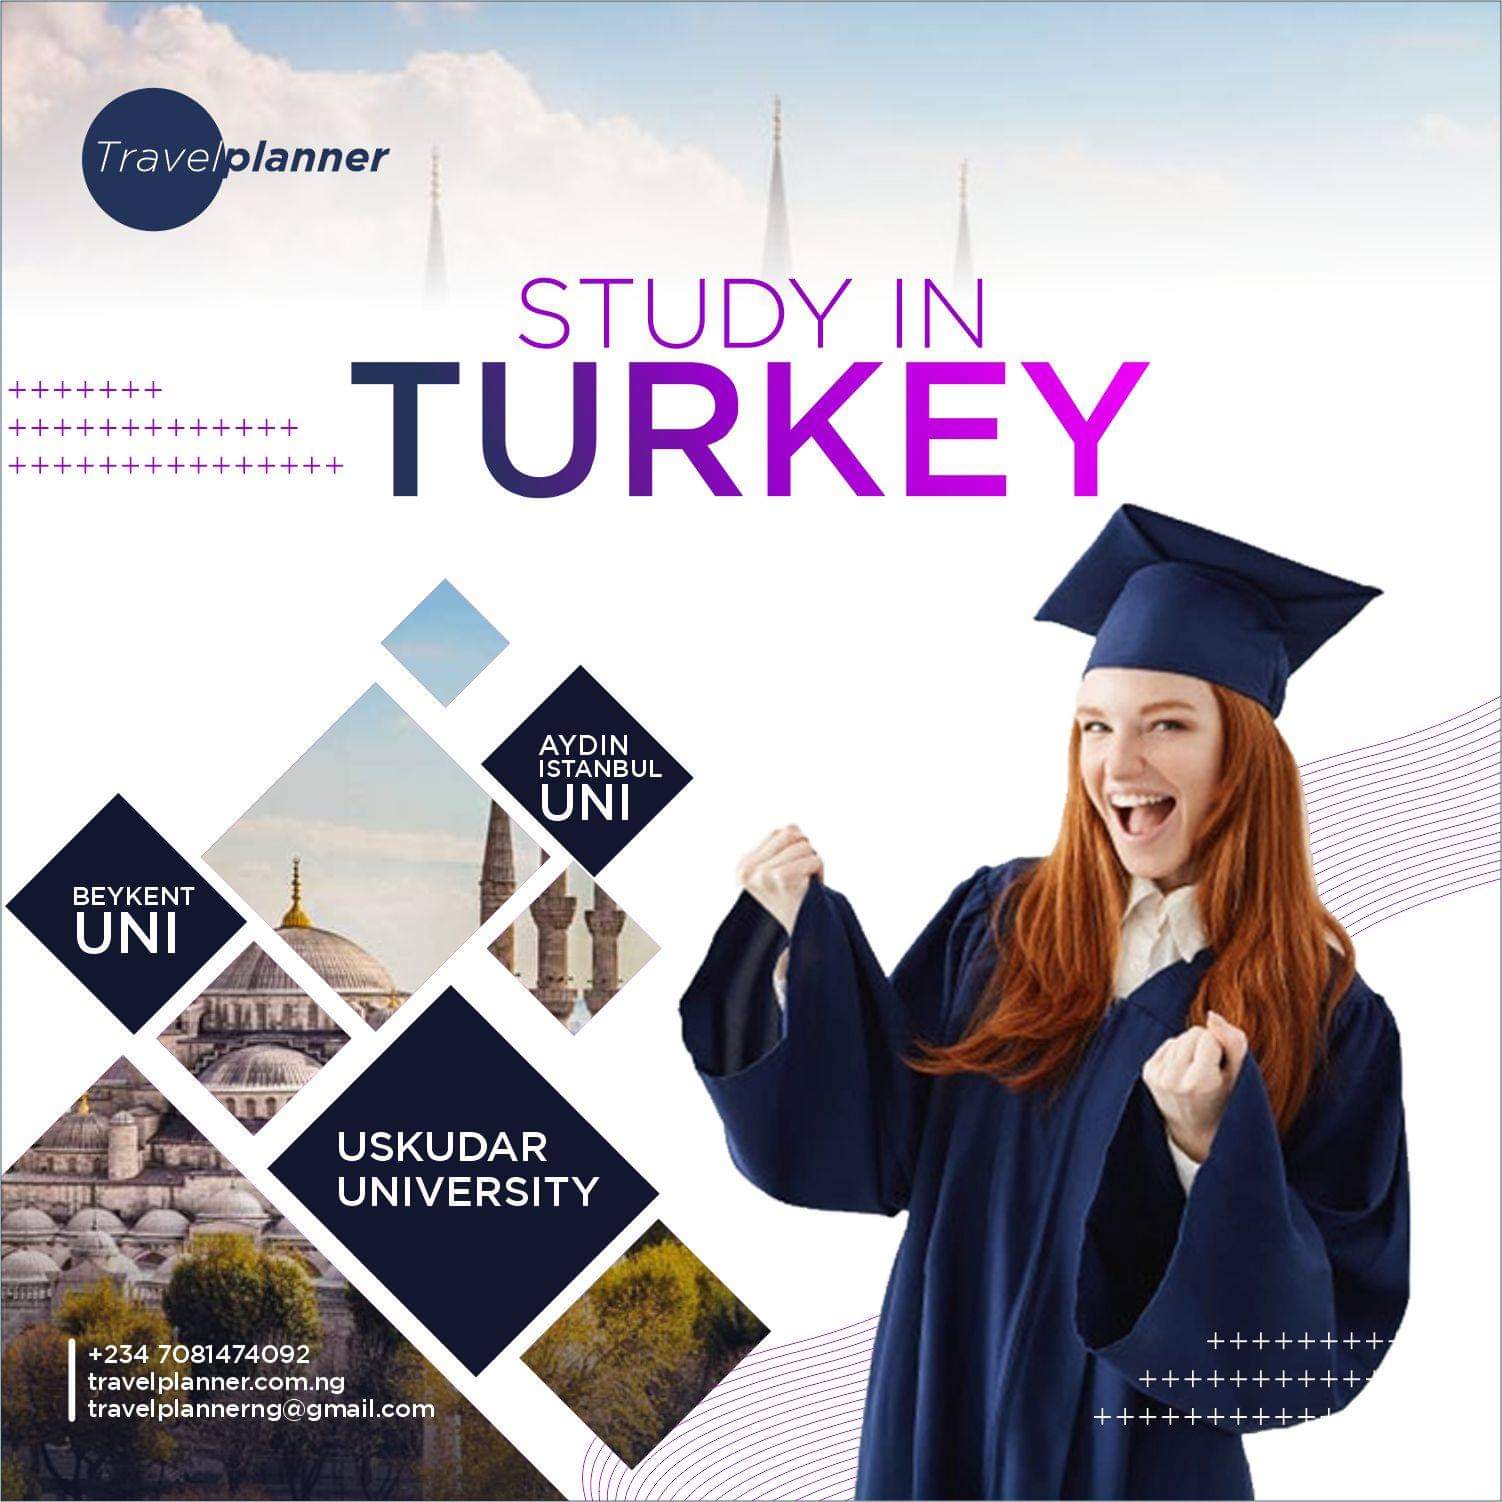 Travelplanner
STUDY IN
TURKEY
AYDIN
ISTANBUL
UNI
BEYKENT
UNI
USKUDAR
UNIVERSITY
+234 7081474092
travelplanner.com.ng
travelplannerng@gmail.com